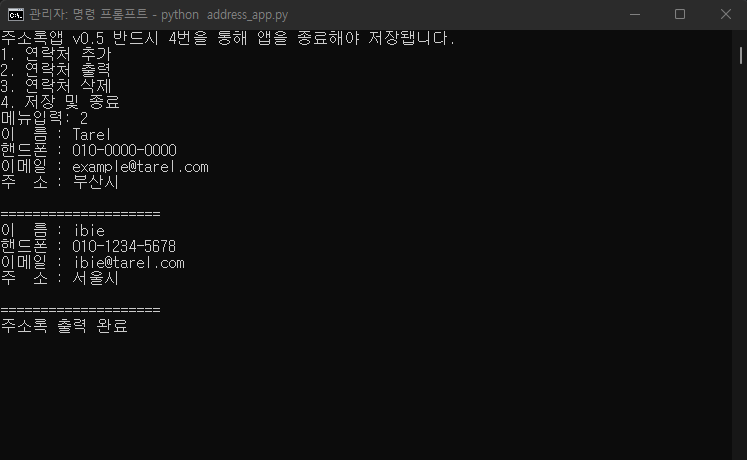 관리자: 명령 프롬프트 - python  address_app.py
주소록앱 v0.5 반드시 4번을 통해 앱을 종료해야 저장됩니다.
1. 연락처 추가
2. 연락처 출력
3. 연락처 삭제
4. 저장 및 종료
메뉴입력: 2
이  름 : Tarel
핸드폰 : 010-0000-0000
이메일 : example@tarel.com
주  소 : 부산시
====================
이  름 : ibie
핸드폰 : 010-1234-5678
이메일 : ibie@tarel.com
주  소 : 서울시
====================
주소록 출력 완료